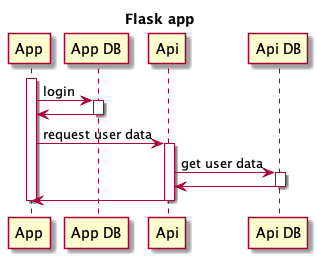 Flask app
App App DB Api Api DB
login
request user data
get user data
App App DB Api Api DB